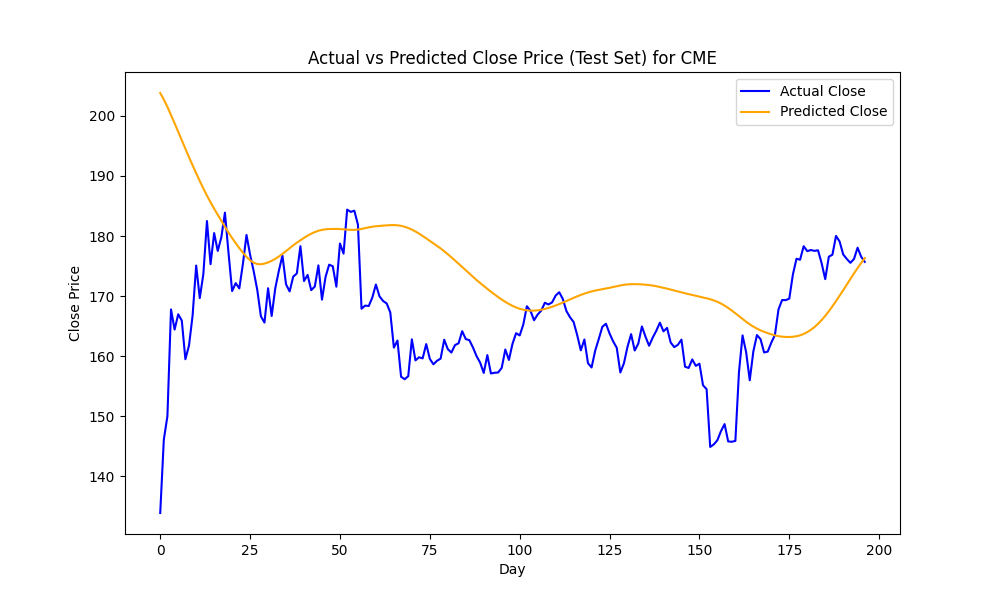 Actual vs Predicted Close Price (Test Set) for CME
Actual Close
Predicted Close
Close Price
200
190
180
170
160
150
140
0 25 50 75 100 125 150 175 200
Day